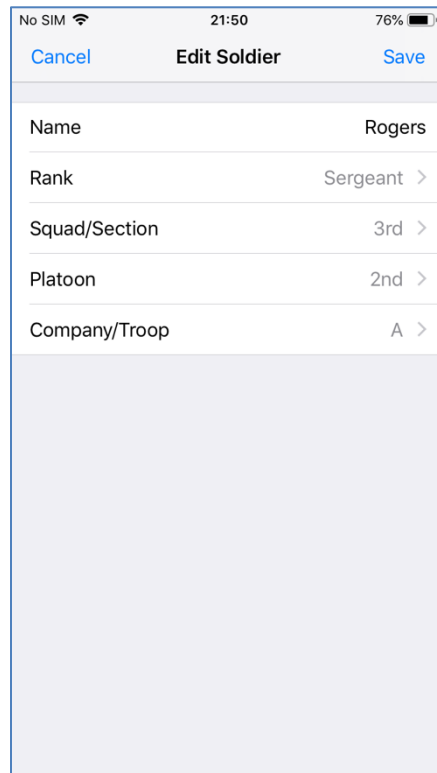 No SIM 21:50 76%
Cancel Edit Soldier Save
Name Rogers
Rank Sergeant
Squad/Section 3rd
Platoon 2nd
Company/Troop A